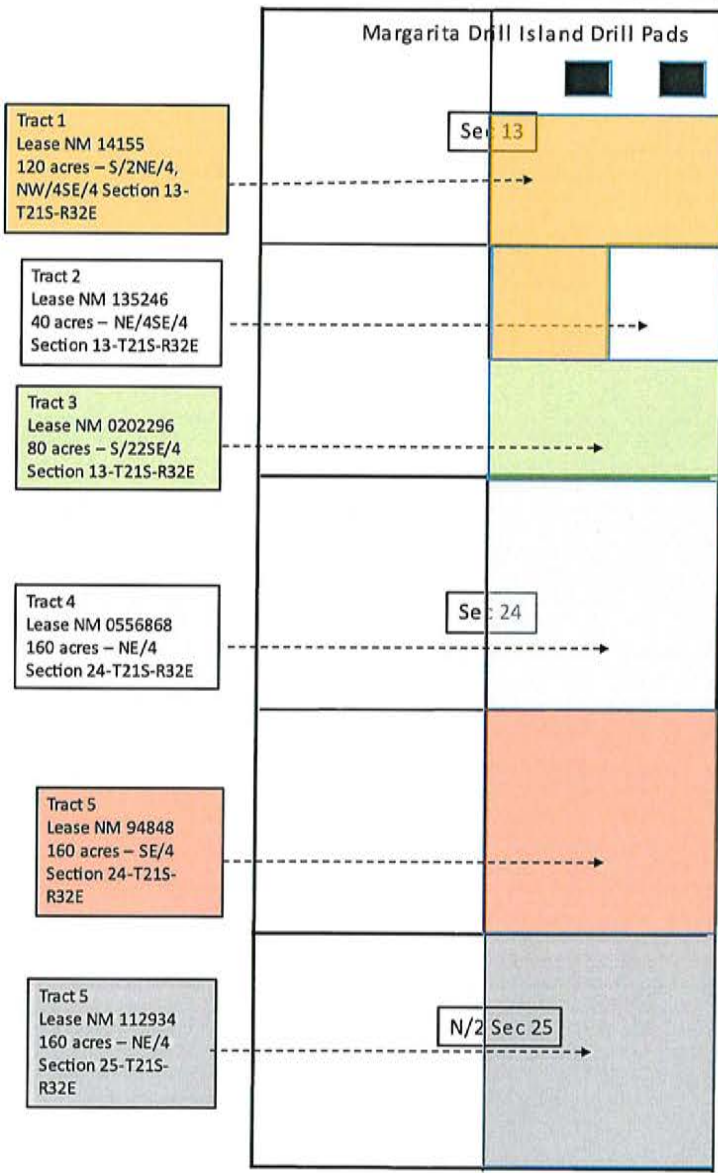 Margarita Drill Island Drill Pads
Tract 1
Lease NM 14155
120 acres – S/2NE/4,
NW/4SE/4 Section 13-
T21S-R32E
Sec 13
Tract 2
Lease NM 135246
40 acres – NE/4SE/4
Section 13-T21S-R32E
Tract 3
Lease NM 0202296
80 acres – S/22SE/4
Section 13-T21S-R32E
Tract 4
Lease NM 0556868
160 acres – NE/4
Section 24-T21S-R32E
Sec 24
Tract 5
Lease NM 94848
160 acres – SE/4
Section 24-T21S-
R32E
Tract 5
Lease NM 112934
160 acres – NE/4
Section 25-T21S-
R32E
N/2 Sec 25